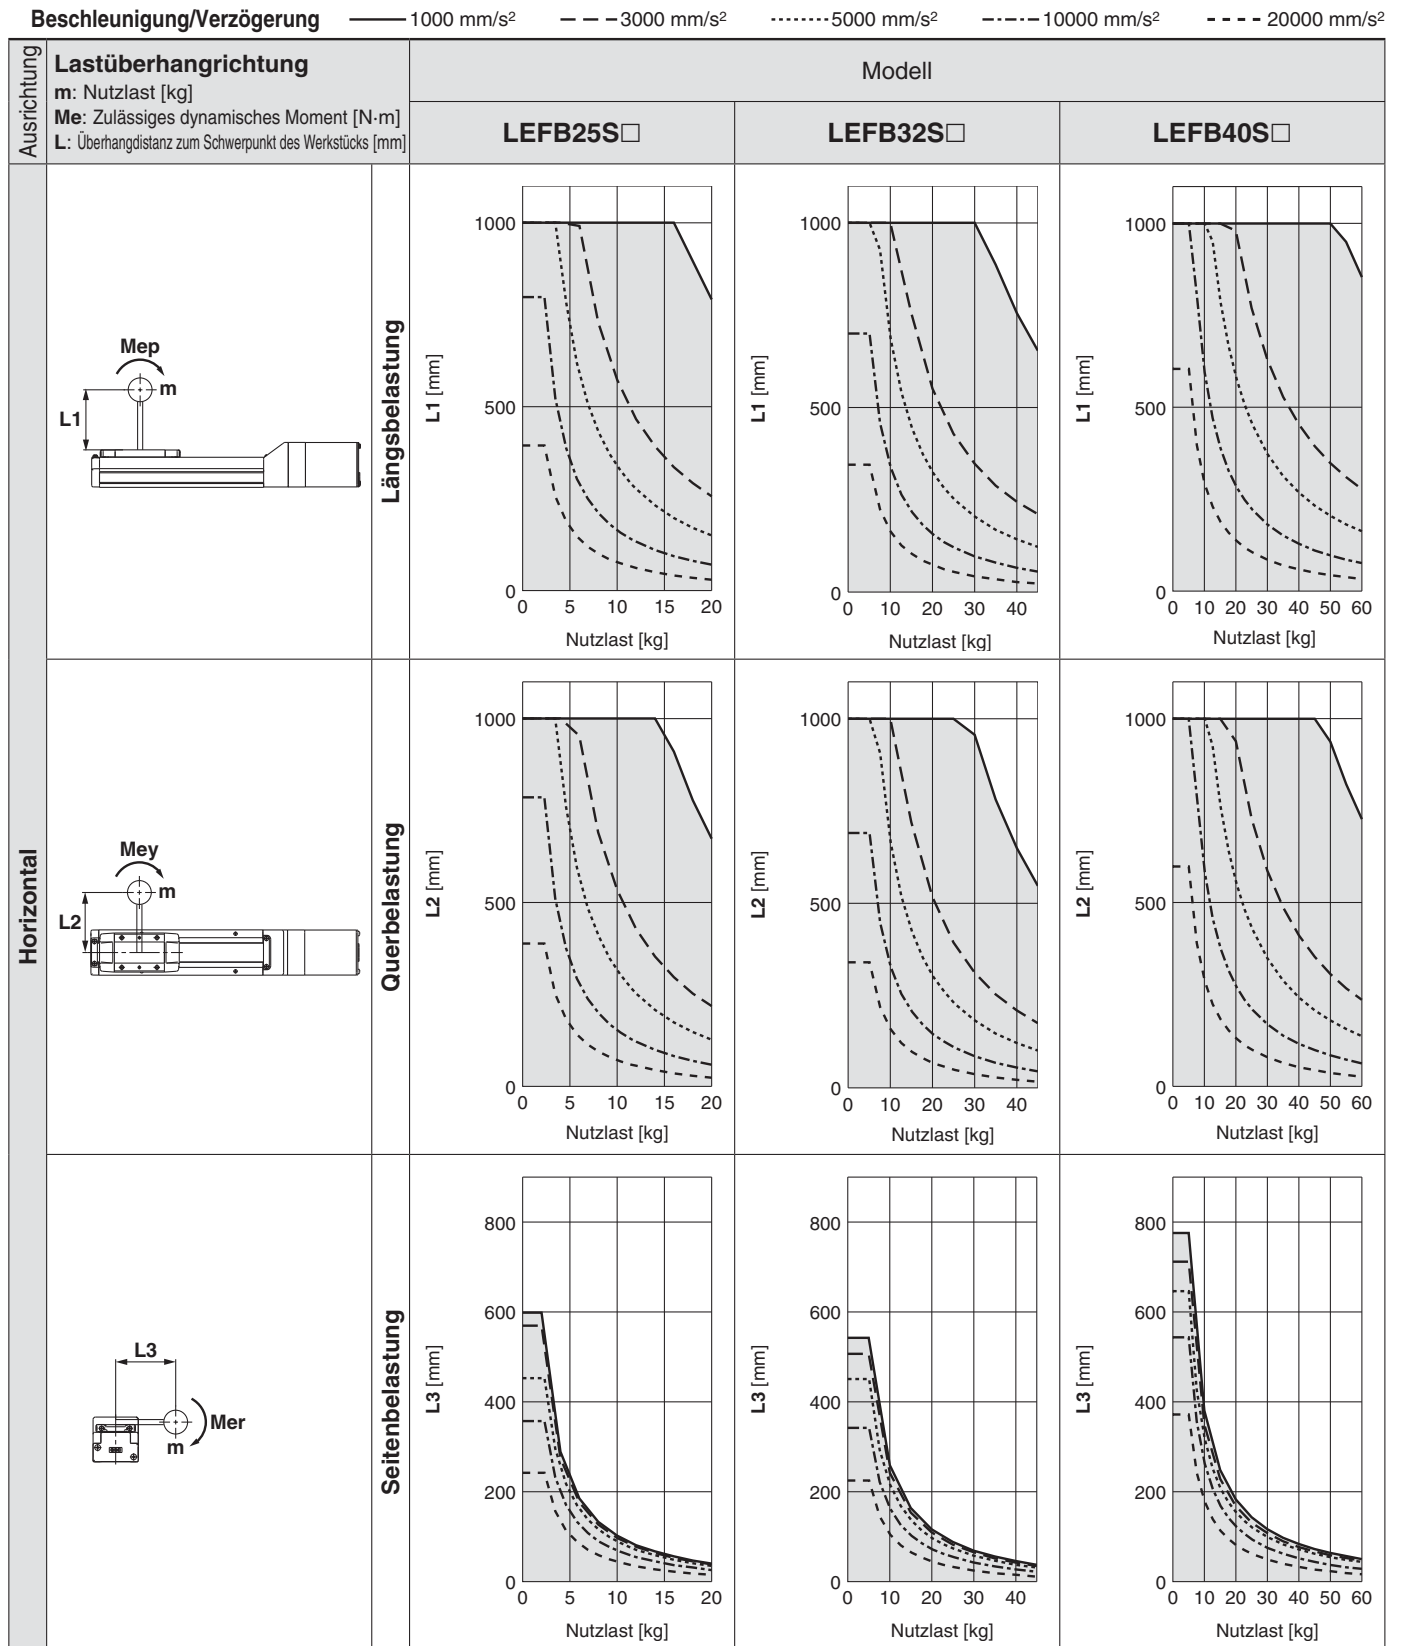 Beschleunigung/Verzögerung 1000 mm/s² 3000 mm/s² 5000 mm/s² 10000 mm/s² 20000 mm/s²
Ausrichtung
Lastüberhangrichtung
m: Nutzlast [kg]
Me: Zulässiges dynamisches Moment [N·m]
L: Überhangdistanz zum Schwerpunkt des Werkstücks [mm]
Modell
LEFB25S□ LEFB32S□ LEFB40S□
Horizontal
Mep
m
L1
Längsbelastung
L1 [mm]
1000
500
0
0 5 10 15 20
Nutzlast [kg]
L1 [mm]
1000
500
0
0 10 20 30 40
Nutzlast [kg]
L1 [mm]
1000
500
0
0 10 20 30 40 50 60
Nutzlast [kg]
Mey
m
L2
Querbelastung
L2 [mm]
1000
500
0
0 5 10 15 20
Nutzlast [kg]
L2 [mm]
1000
500
0
0 10 20 30 40
Nutzlast [kg]
L2 [mm]
1000
500
0
0 10 20 30 40 50 60
Nutzlast [kg]
L3
Mer
m
Seitenbelastung
L3 [mm]
800
600
400
200
0
0 5 10 15 20
Nutzlast [kg]
L3 [mm]
800
600
400
200
0
0 10 20 30 40
Nutzlast [kg]
L3 [mm]
800
600
400
200
0
0 10 20 30 40 50 60
Nutzlast [kg]